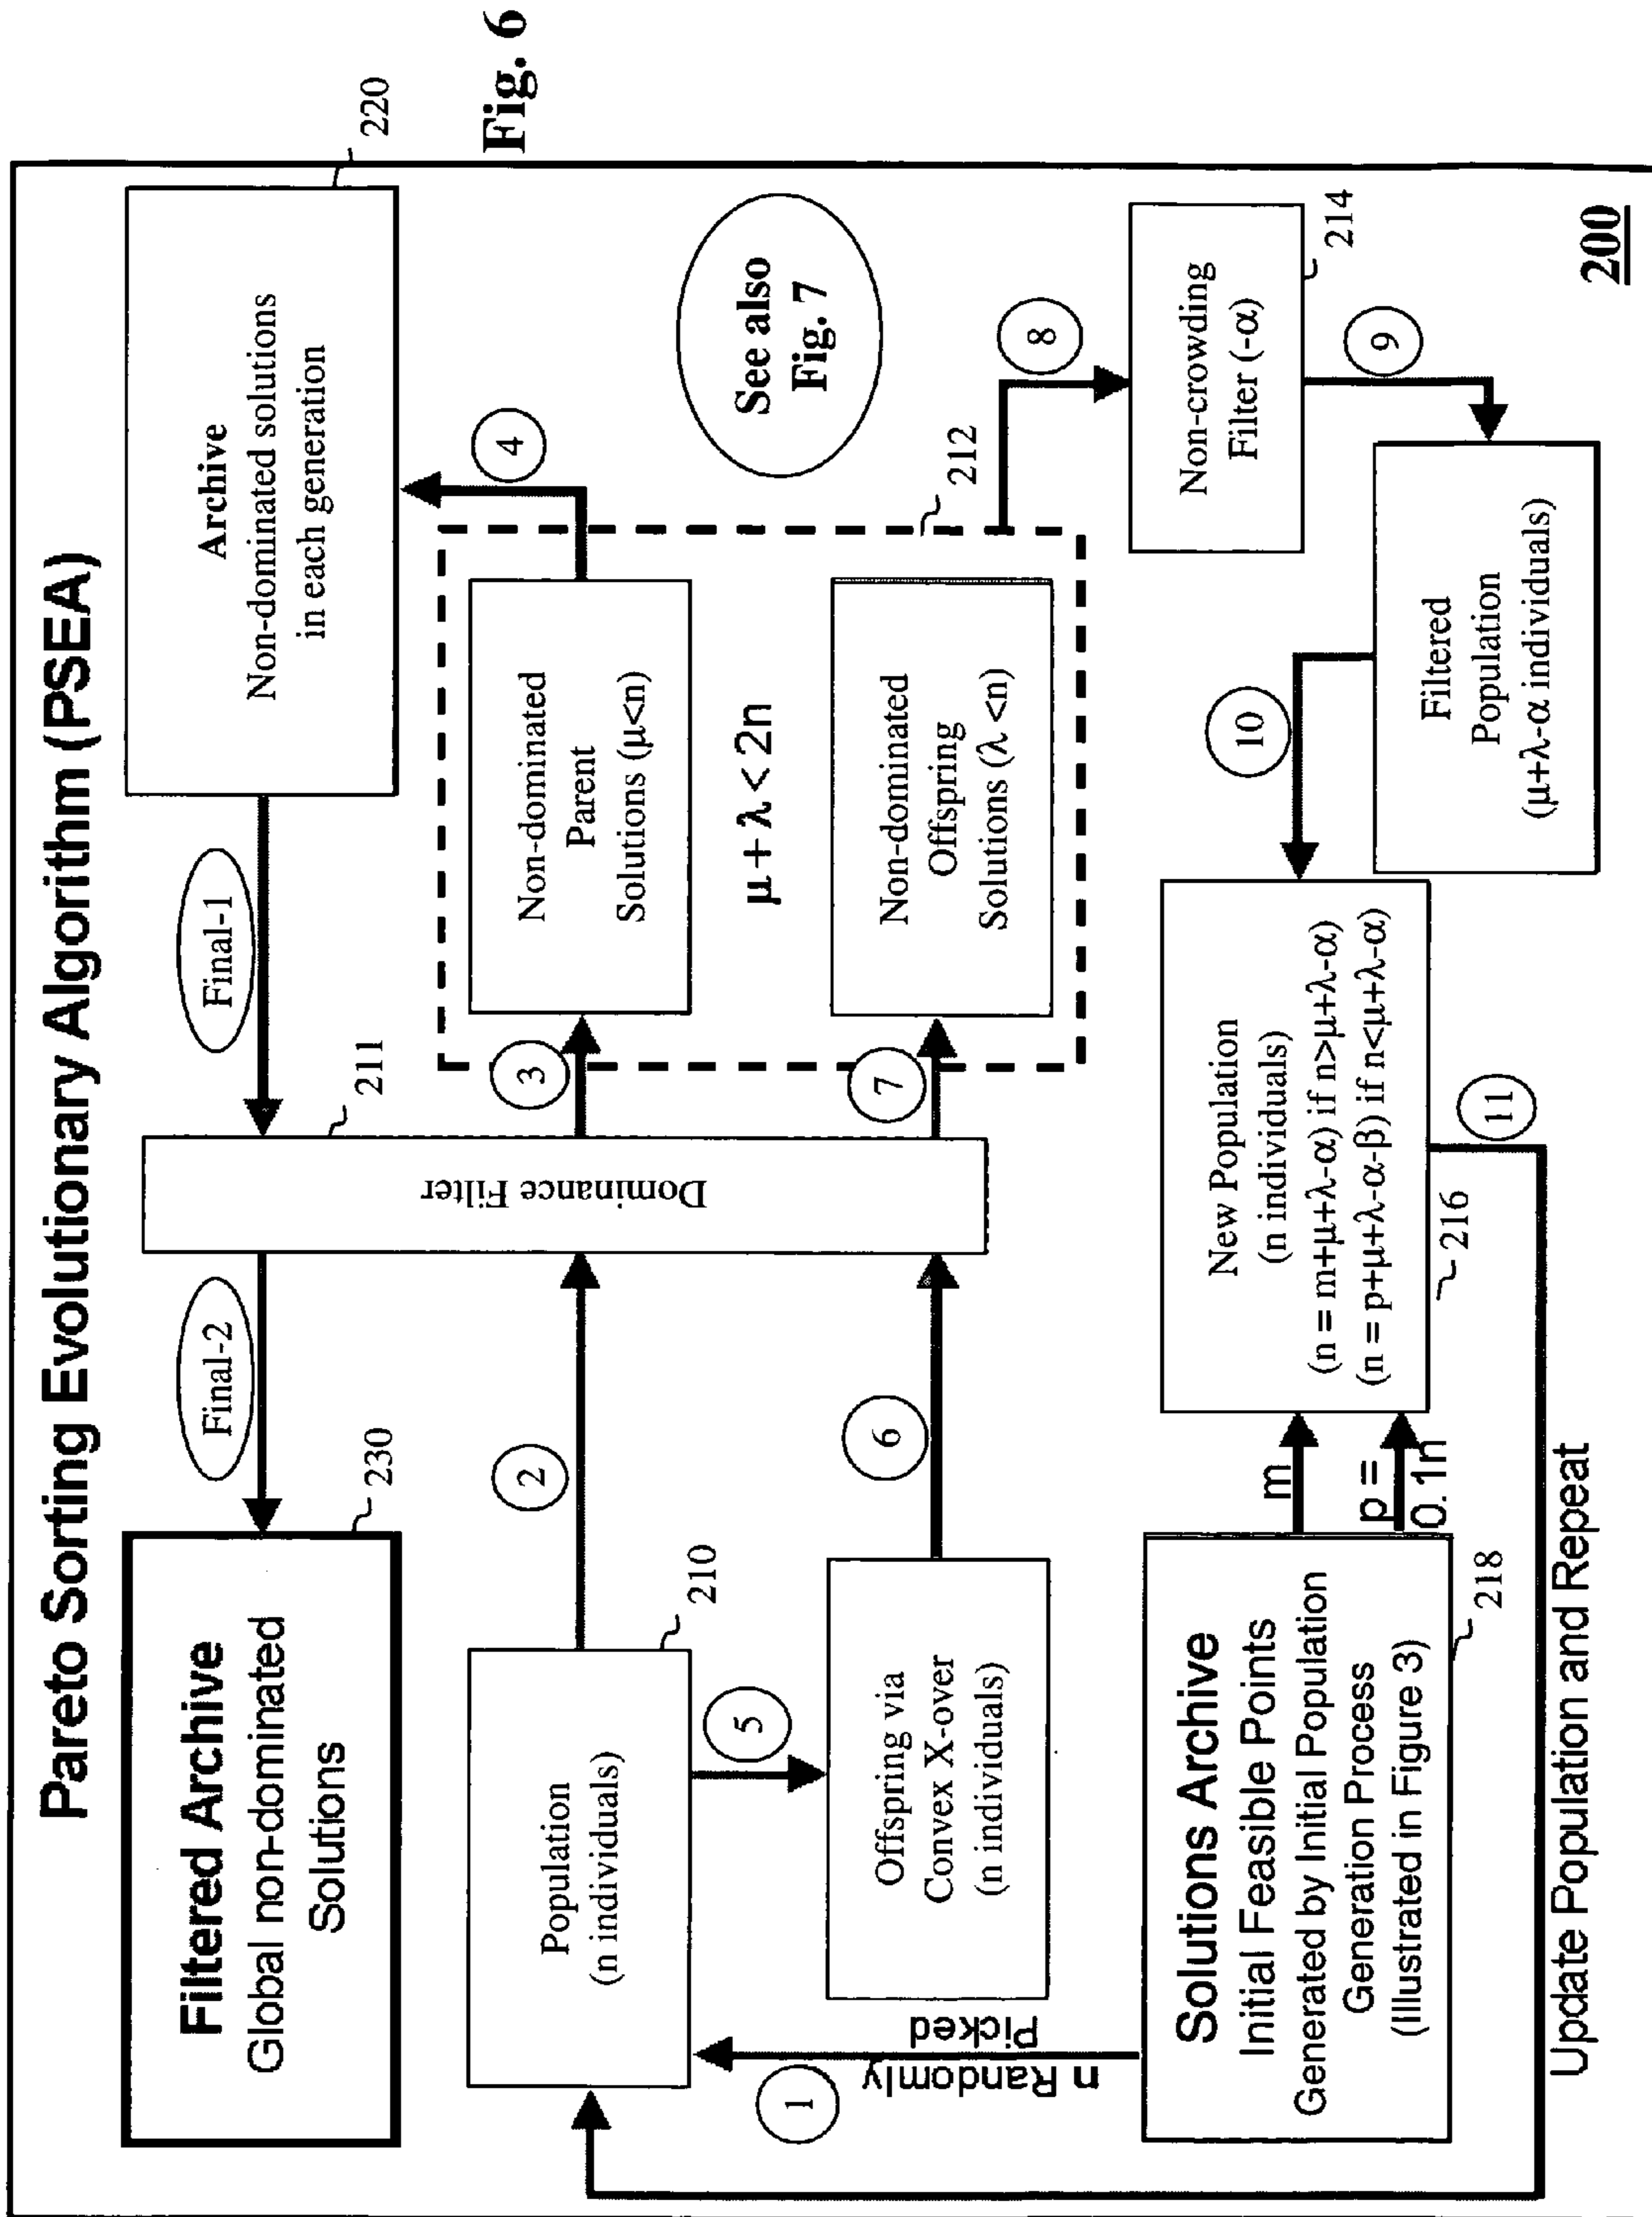 Pareto Sorting Evolutionary Algorithm (PSEA)
Filtered Archive
Global non-dominated
Solutions
230
Final-2
Final-1
211
Archive
Non-dominated solutions
in each generation
220
Fig. 6
Population
(n individuals)
210
2
Dominance Filter
3
Non-dominated
Parent
Solutions (μ<n)
4
μ + λ < 2n
See also
Fig. 7
5
Offspring via
Convex X-over
(n individuals)
6
7
Non-dominated
Offspring
Solutions (λ <n)
212
8
1
n Randomly
Picked
Solutions Archive
Initial Feasible Points
Generated by Initial Population
Generation Process
(Illustrated in Figure 3)
218
m
p =
0.1n
New Population
(n individuals)
(n = m+μ+λ-α) if n>μ+λ-α)
(n = p+μ+λ-α-β) if n<μ+λ-α)
216
10
Non-crowding
Filter (-α)
214
9
Filtered
Population
(μ+λ-α individuals)
11
Update Population and Repeat
200